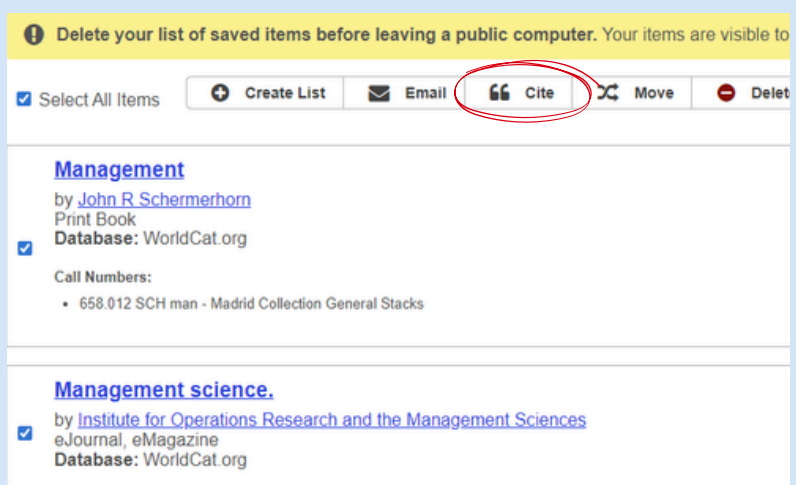 Delete your list of saved items before leaving a public computer. Your items are visible to
Select All Items Create List Email Cite Move Delet
Management
by John R Schermerhorn
Print Book
Database: WorldCat.org
Call Numbers:
• 658.012 SCH man - Madrid Collection General Stacks
Management science.
by Institute for Operations Research and the Management Sciences
eJournal, eMagazine
Database: WorldCat.org